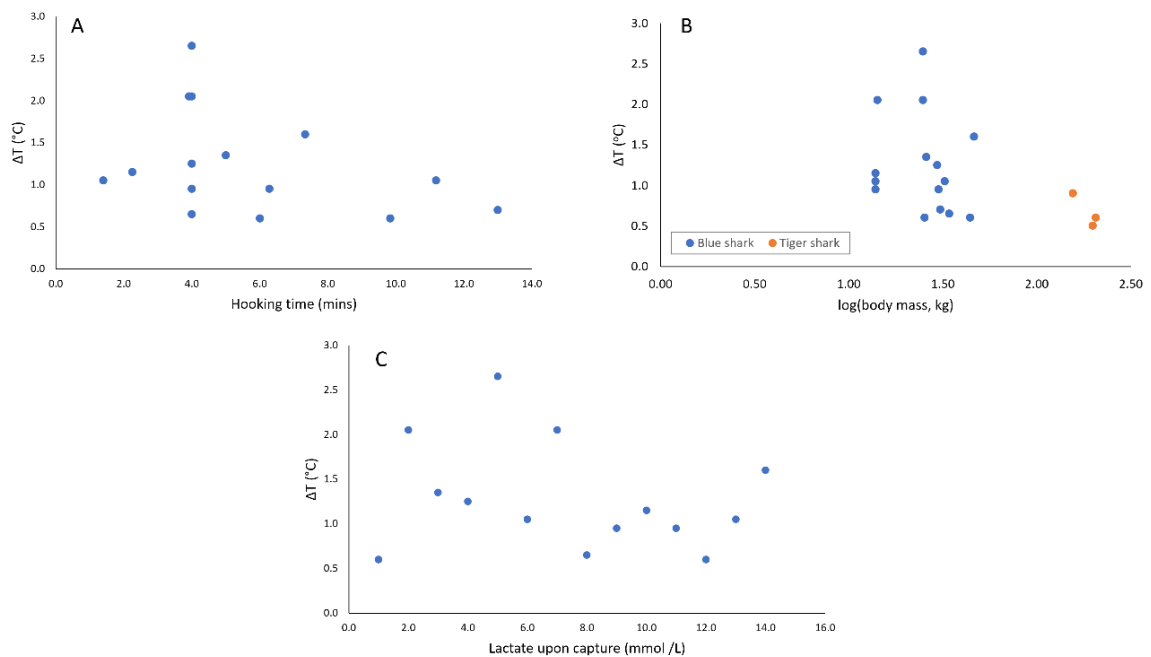 A
3.0
2.5
2.0
1.5
1.0
0.5
0.0
ΔT (°C)
0.0 2.0 4.0 6.0 8.0 10.0 12.0 14.0
Hooking time (mins)
B
3.0
2.5
2.0
1.5
1.0
0.5
0.0
ΔT (°C)
Blue shark Tiger shark
0.00 0.50 1.00 1.50 2.00 2.50
log(body mass, kg)
C
3.0
2.5
2.0
1.5
1.0
0.5
0.0
ΔT (°C)
0.0 2.0 4.0 6.0 8.0 10.0 12.0 14.0 16.0
Lactate upon capture (mmol /L)